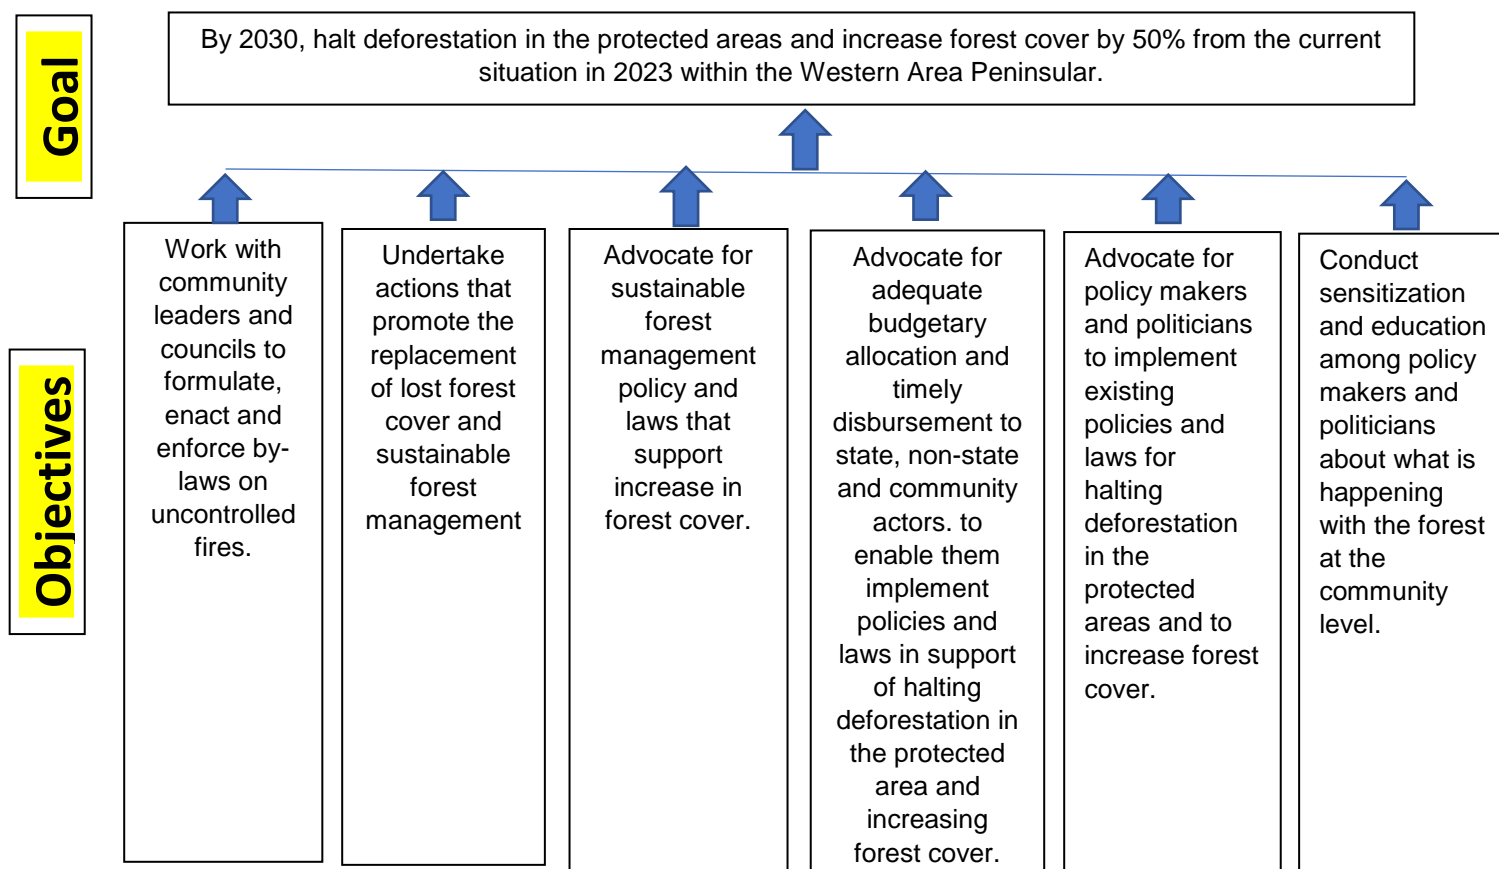 Goal
By 2030, halt deforestation in the protected areas and increase forest cover by 50% from the current
situation in 2023 within the Western Area Peninsular.
Objectives
Work with
community
leaders and
councils to
formulate,
enact and
enforce by-
laws on
uncontrolled
fires.
Undertake
actions that
promote the
replacement
of lost forest
cover and
sustainable
forest
management
Advocate for
sustainable
forest
management
policy and
laws that
support
increase in
forest cover.
Advocate for
adequate
budgetary
allocation and
timely
disbursement to
state, non-state
and community
actors. to
enable them
implement
policies and
laws in support
of halting
deforestation in
the protected
area and
increasing
forest cover.
Advocate for
policy makers
and politicians
to implement
existing
policies and
laws for
halting
deforestation
in the
protected
areas and to
increase forest
cover.
Conduct
sensitization
and education
among policy
makers and
politicians
about what is
happening
with the forest
at the
community
level.